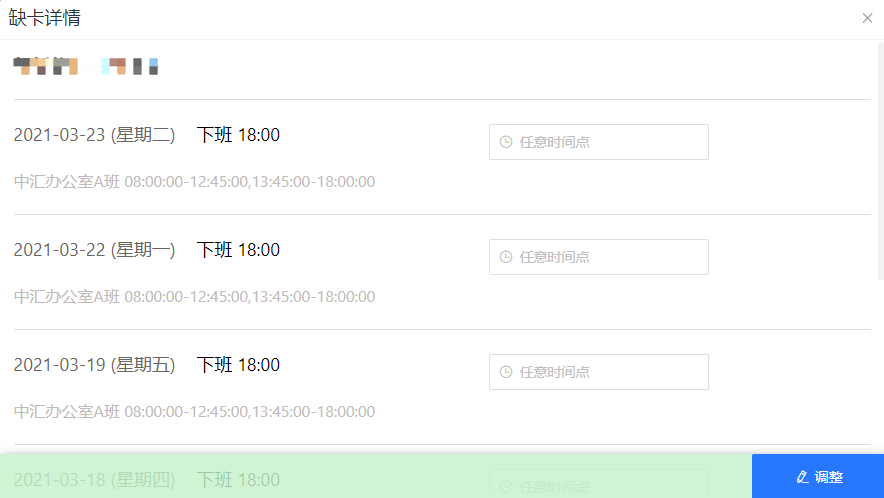 缺卡详情
2021-03-23 (星期二) 下班 18:00
任意时间点
中汇办公室A班 08:00:00-12:45:00,13:45:00-18:00:00
2021-03-22 (星期一) 下班 18:00
任意时间点
中汇办公室A班 08:00:00-12:45:00,13:45:00-18:00:00
2021-03-19 (星期五) 下班 18:00
任意时间点
中汇办公室A班 08:00:00-12:45:00,13:45:00-18:00:00
2021-03-18 (星期四) 下班 18:00
任意时间点
调整